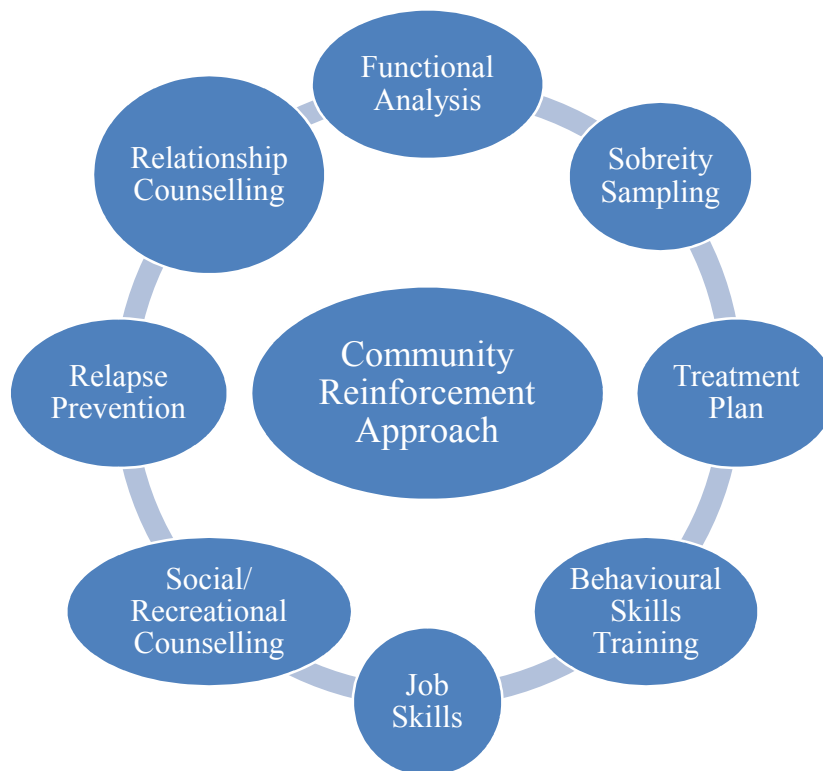 Functional
Analysis
Sobreity
Sampling
Treatment
Plan
Behavioural
Skills
Training
Job
Skills
Social/
Recreational
Counselling
Relapse
Prevention
Relationship
Counselling
Community
Reinforcement
Approach